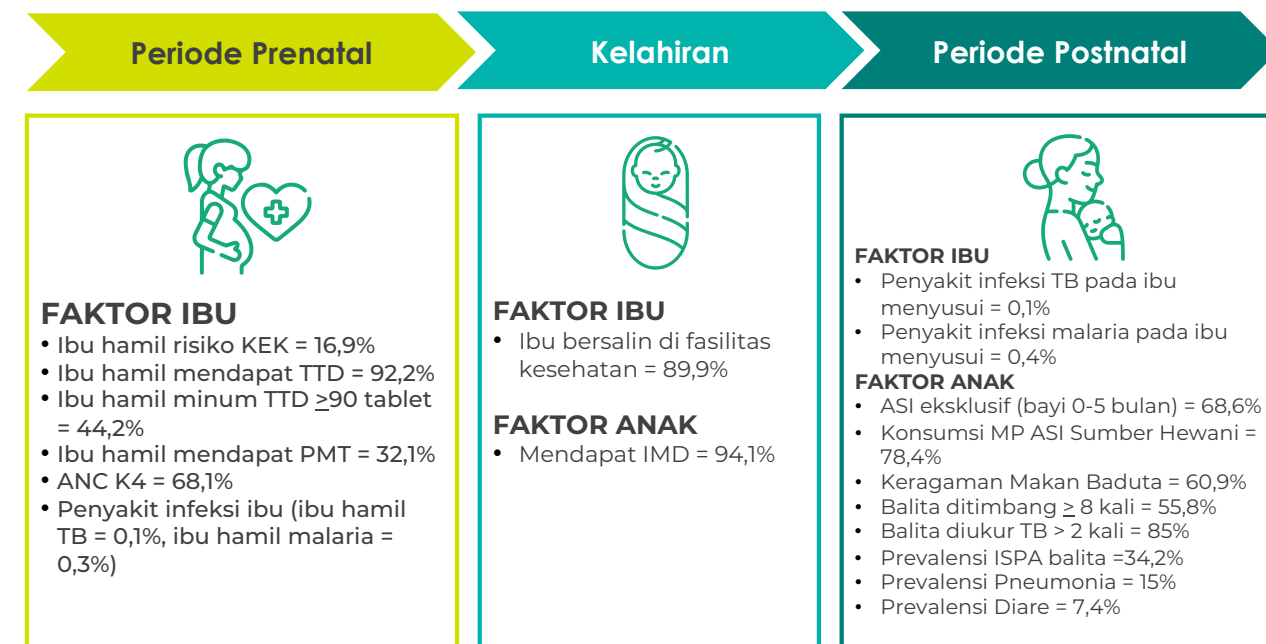 Periode Prenatal
Kelahiran
Periode Postnatal
FAKTOR IBU
• Ibu hamil risiko KEK = 16,9%
• Ibu hamil mendapat TTD = 92,2%
• Ibu hamil minum TTD ≥90 tablet
= 44,2%
• Ibu hamil mendapat PMT = 32,1%
• ANC K4 = 68,1%
• Penyakit infeksi ibu (ibu hamil
TB = 0,1%, ibu hamil malaria =
0,3%)
FAKTOR IBU
• Ibu bersalin di fasilitas
kesehatan = 89,9%
FAKTOR ANAK
• Mendapat IMD = 94,1%
FAKTOR IBU
• Penyakit infeksi TB pada ibu
menyusui = 0,1%
• Penyakit infeksi malaria pada ibu
menyusui = 0,4%
FAKTOR ANAK
• ASI eksklusif (bayi 0-5 bulan) = 68,6%
• Konsumsi MP ASI Sumber Hewani =
78,4%
• Keragaman Makan Baduta = 60,9%
• Balita ditimbang ≥ 8 kali = 55,8%
• Balita diukur TB > 2 kali = 85%
• Prevalensi ISPA balita =34,2%
• Prevalensi Pneumonia = 15%
• Prevalensi Diare = 7,4%